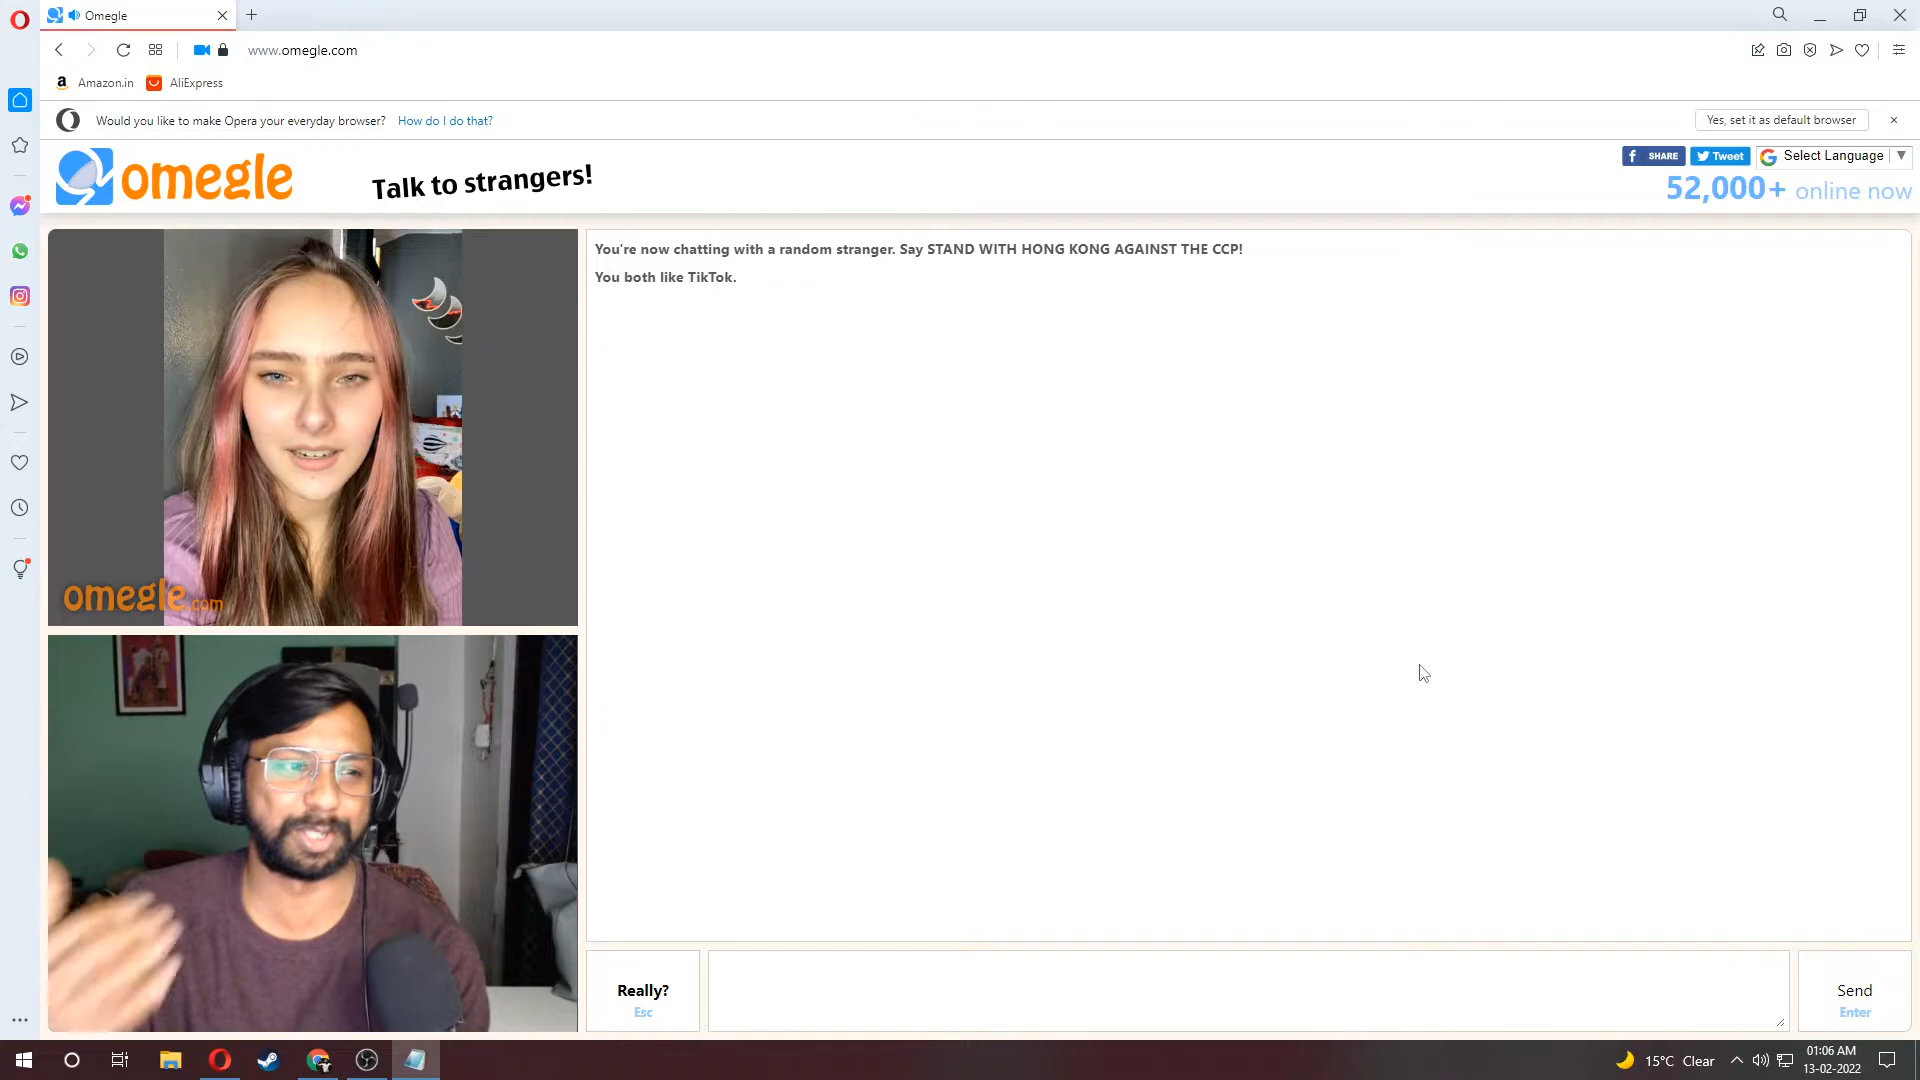 Omegle
www.omegle.com
Amazon.in
AliExpress
Would you like to make Opera your everyday browser? How do I do that?
Yes, set it as default browser
omegle
Talk to strangers!
SHARE
Tweet
Select Language
52,000+ online now
You're now chatting with a random stranger. Say STAND WITH HONG KONG AGAINST THE CCP!
You both like TikTok.
omegle.com
Really?
Esc
Send
Enter
15°C Clear
01:06 AM
13-02-2022